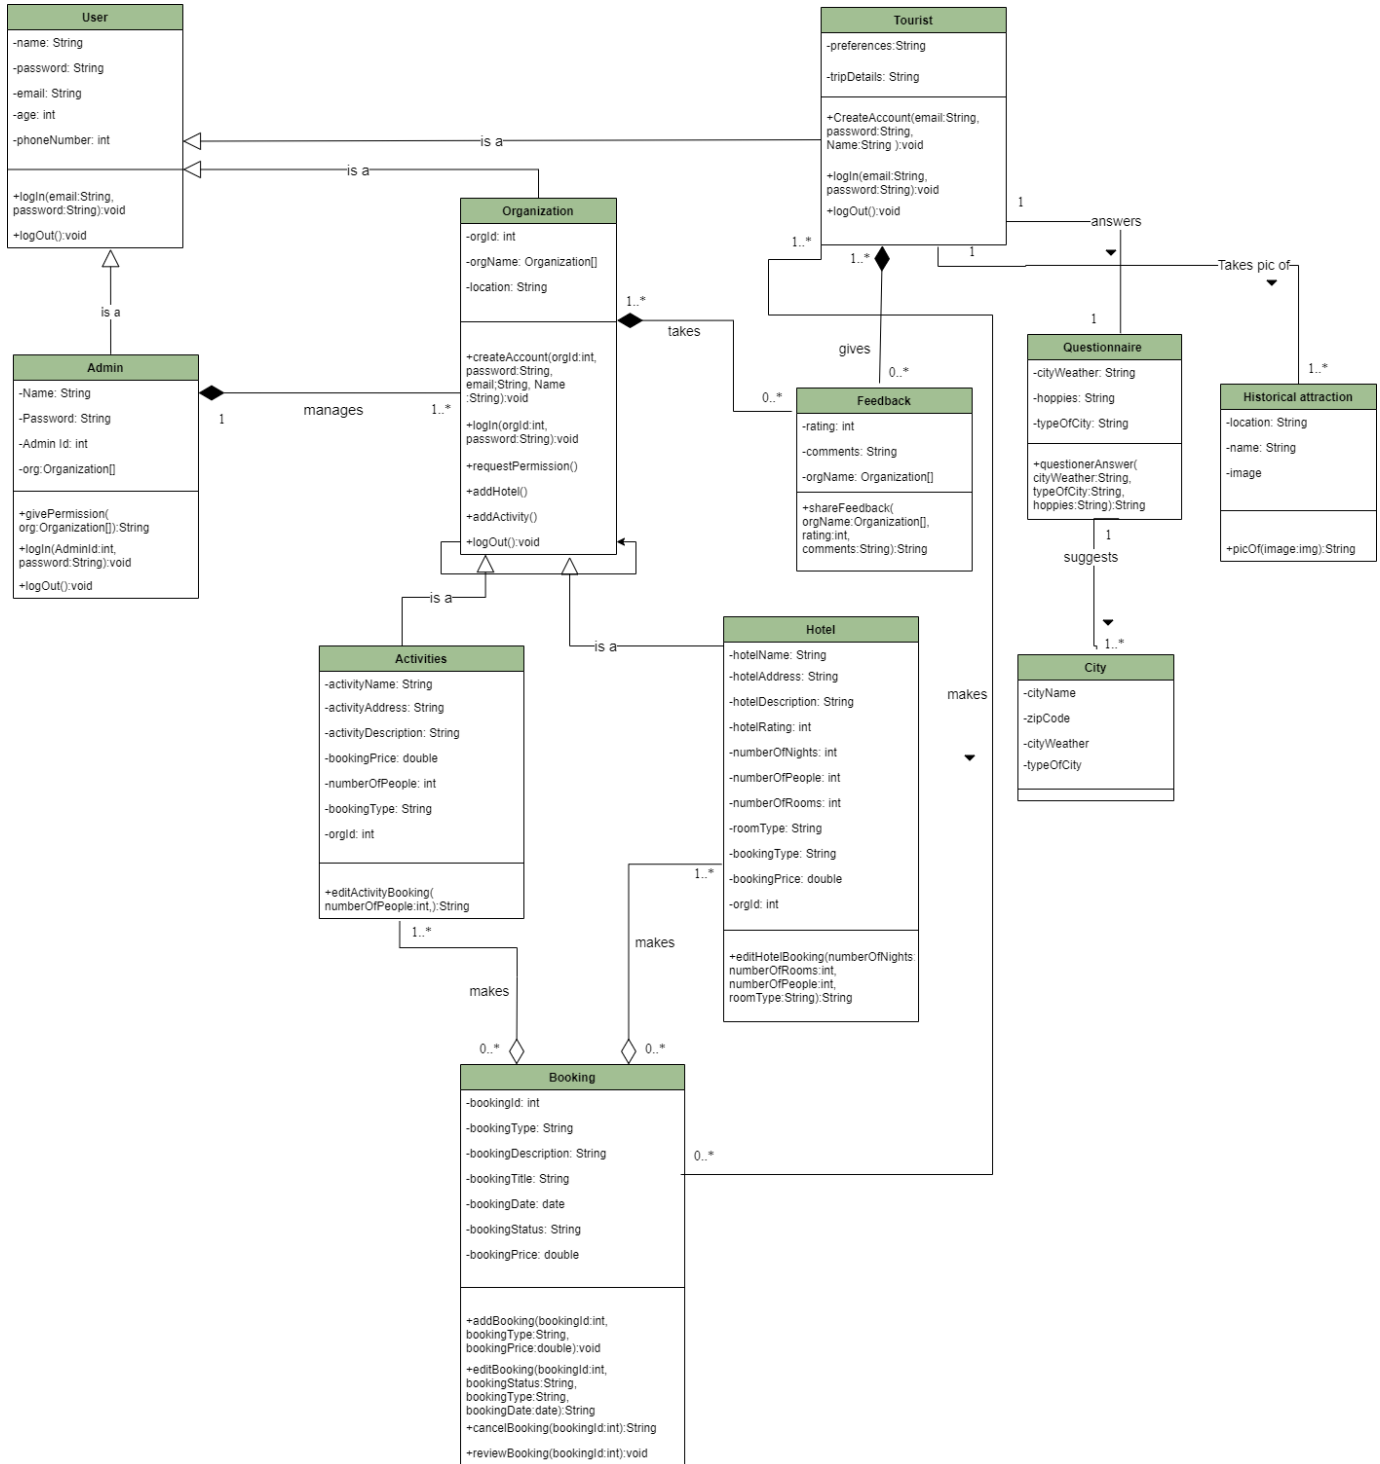 User
-name: String
-password: String
-email: String
-age: int
-phoneNumber: int
+logIn(email:String,
password:String):void
+logOut():void
Tourist
-preferences:String
-tripDetails: String
+CreateAccount(email:String,
password:String,
Name:String ):void
+logIn(email:String,
password:String):void
+logOut():void
is a
is a
is a
Organization
-orgId: int
-orgName: Organization[]
-location: String
+createAccount(orgId:int,
password:String,
email;String, Name
:String):void
+logIn(orgId:int,
password:String):void
+requestPermission()
+addHotel()
+addActivity()
+logOut():void
Admin
-Name: String
-Password: String
-Admin Id: int
-org:Organization[]
+givePermission(
org:Organization[]):String
+logIn(AdminId:int,
password:String):void
+logOut():void
1
manages
1..*
1..*
takes
0..*
1..*
1..*
gives
0..*
1
answers
1
1
Takes pic of
1..*
Feedback
-rating: int
-comments: String
-orgName: Organization[]
+shareFeedback(
orgName:Organization[],
rating:int,
comments:String):String
Questionnaire
-cityWeather: String
-hoppies: String
-typeOfCity: String
+questionerAnswer(
cityWeather:String,
typeOfCity:String,
hoppies:String):String
Historical attraction
-location: String
-name: String
-image
+picOf(image:img):String
1
suggests
1..*
City
-cityName
-zipCode
-cityWeather
-typeOfCity
is a
is a
Activities
-activityName: String
-activityAddress: String
-activityDescription: String
-bookingPrice: double
-numberOfPeople: int
-bookingType: String
-orgId: int
+editActivityBooking(
numberOfPeople:int,):String
Hotel
-hotelName: String
-hotelAddress: String
-hotelDescription: String
-hotelRating: int
-numberOfNights: int
-numberOfPeople: int
-numberOfRooms: int
-roomType: String
-bookingType: String
-bookingPrice: double
-orgId: int
+editHotelBooking(numberOfNights:
numberOfRooms:int,
numberOfPeople:int,
roomType:String):String
makes
1..*
makes
0..*
1..*
makes
0..*
0..*
Booking
-bookingId: int
-bookingType: String
-bookingDescription: String
-bookingTitle: String
-bookingDate: date
-bookingStatus: String
-bookingPrice: double
+addBooking(bookingId:int,
bookingType:String,
bookingPrice:double):void
+editBooking(bookingId:int,
bookingStatus:String,
bookingType:String,
bookingDate:date):String
+cancelBooking(bookingId:int):String
+reviewBooking(bookingId:int):void